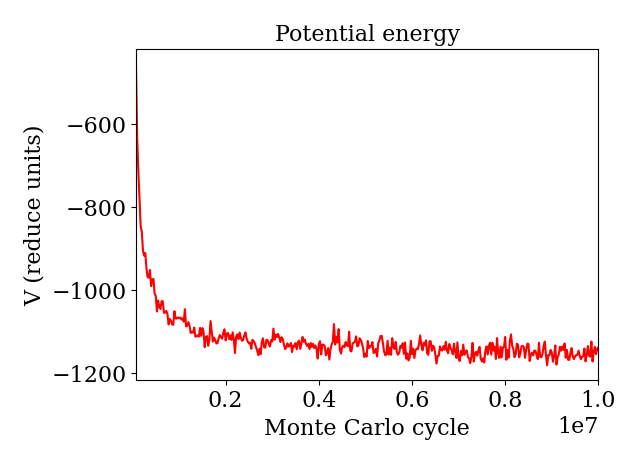 Potential energy
V (reduce units)
−600
−800
−1000
−1200
0.2 0.4 0.6 0.8 1.0
1e7
Monte Carlo cycle